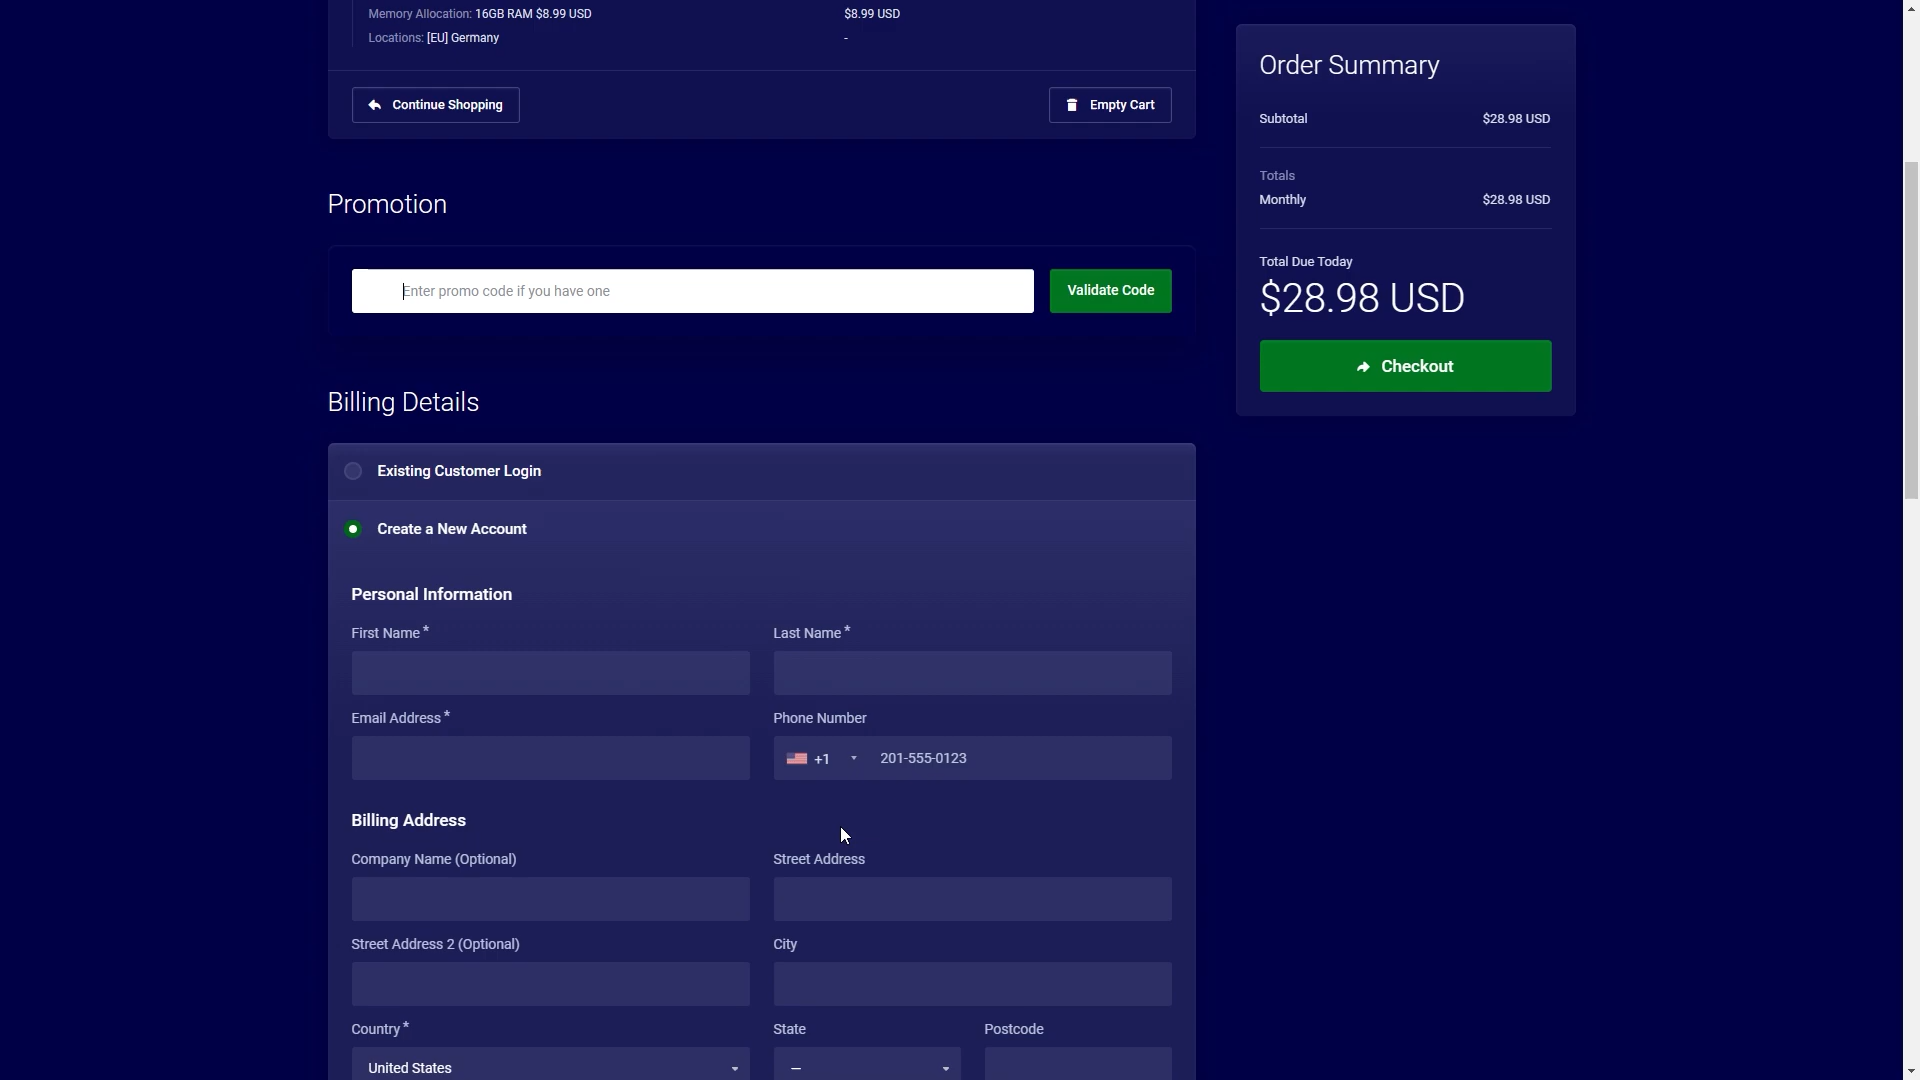 Memory Allocation: 16GB RAM $8.99 USD $8.99 USD
Locations: [EU] Germany -
Continue Shopping
Empty Cart
Promotion
Enter promo code if you have one
Validate Code
Billing Details
Existing Customer Login
Create a New Account
Personal Information
First Name *
Last Name *
Email Address *
Phone Number
+1 201-555-0123
Billing Address
Company Name (Optional)
Street Address
Street Address 2 (Optional)
City
Country *
State
Postcode
United States
—
Order Summary
Subtotal $28.98 USD
Totals
Monthly $28.98 USD
Total Due Today
$28.98 USD
Checkout